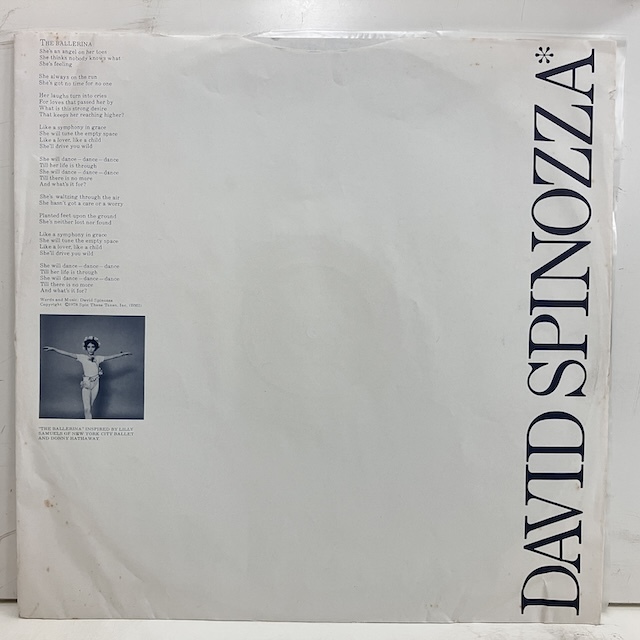 THE BALLERINA
She's an angel on her toes
She thinks nobody knows what
She's feeling
She always on the run
She's got no time for no one
Her laughs turn into cries
For loves that passed her by
What is this strong desire
That keeps her reaching higher?
Like a symphony in grace
She will tune the empty space
Like a lover, like a child
She'll drive you wild
She will dance—dance—dance
Till her life is through
She will dance—dance—dance
Till there is no more
And what's it for?
She's waltzing through the air
She hasn't got a care or a worry
Planted feet upon the ground
She's neither lost nor found
Like a symphony in grace
She will tune the empty space
Like a lover, like a child
She'll drive you wild
She will dance—dance—dance
Till her life is through
She will dance—dance—dance
Till there is no more
And what's it for?
Words and Music: David Spinozza
Copyright ©1978 Spin These Tunes, Inc. (BMI)
"THE BALLERINA" INSPIRED BY LILLY
SAMUELS OF NEW YORK CITY BALLET
AND DONNY HATHAWAY
DAVID SPINOZZA*